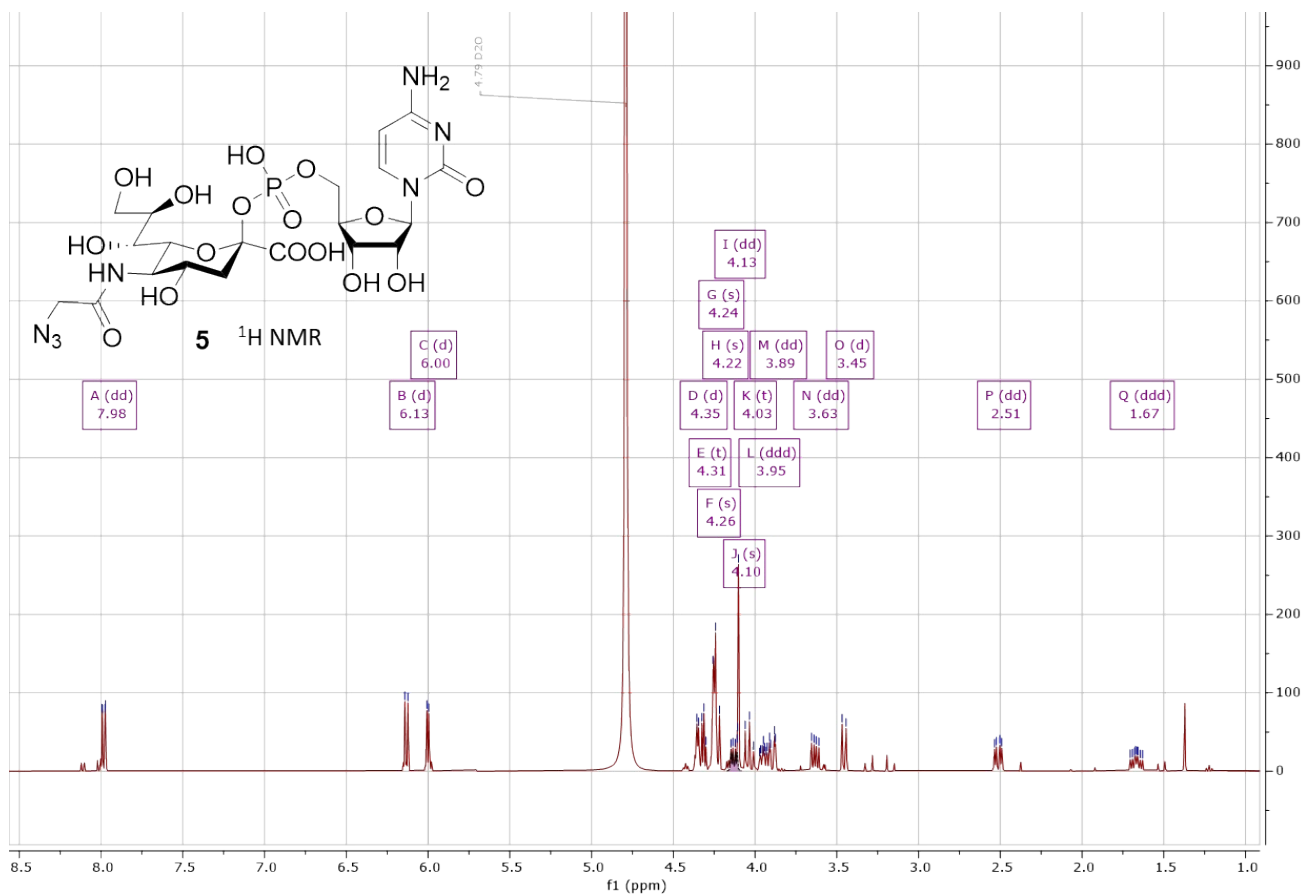 4.79 D2O
NH2
N
N
O
HO
O
P
O
O
OH
OH
HO
O
COOH
O
HN
HO
OH OH
N3
O
5 1H NMR
I (dd)
4.13
G (s)
4.24
C (d)
6.00
H (s)
4.22
M (dd)
3.89
O (d)
3.45
A (dd)
7.98
B (d)
6.13
D (d)
4.35
K (t)
4.03
N (dd)
3.63
P (dd)
2.51
Q (ddd)
1.67
E (t)
4.31
L (ddd)
3.95
F (s)
4.26
J (s)
4.10
900
800
700
600
500
400
300
200
100
0
8.5 8.0 7.5 7.0 6.5 6.0 5.5 5.0 4.5 4.0 3.5 3.0 2.5 2.0 1.5 1.0
f1 (ppm)